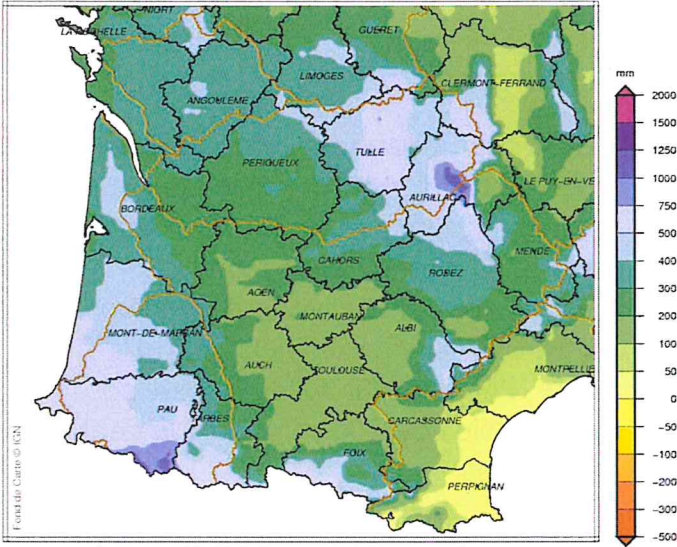 NIORT
LA ROCHELLE
GUERET
LIMOGES
CLERMONT-FERRAND
ANGOULEME
TULLE
PERIGUEUX
LE PUY-EN-VE
AURILLAC
BORDEAUX
MENDE
CAHORS
RODEZ
AGEN
MONTAUBAN
MONT-DE-MARSAN
ALBI
AUCH
TOULOUSE
MONTPELLIE
PAU
TARBES
CARCASSONNE
FOIX
PERPIGNAN
Fond de Carte © IGN
mm
2000
1500
1250
1000
750
500
400
300
200
100
50
0
-50
-100
-200
-300
-500